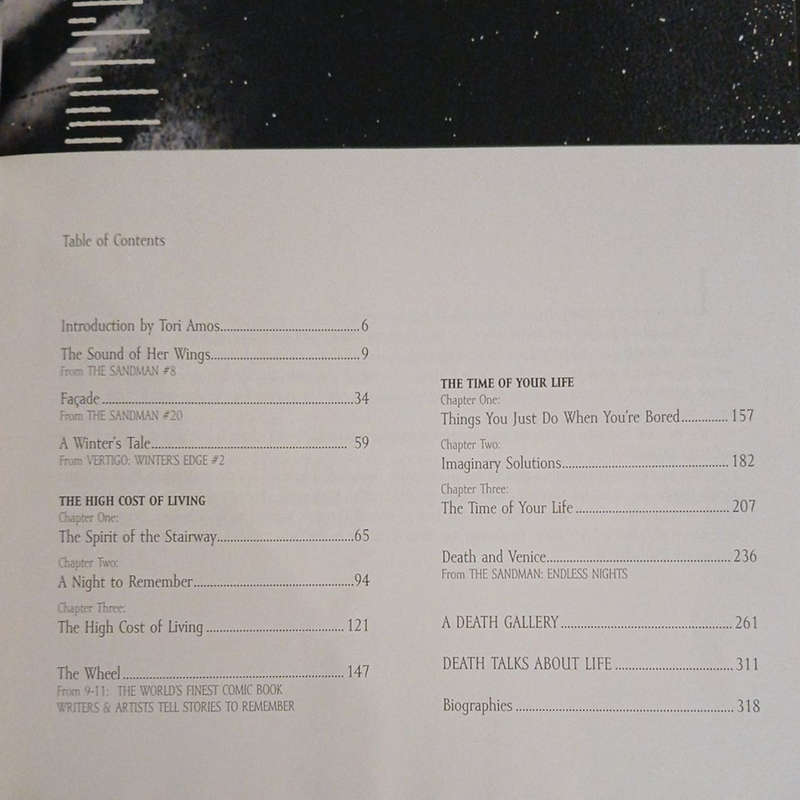 Table of Contents
Introduction by Tori Amos............................................6
The Sound of Her Wings............................................9
From THE SANDMAN #8
Façade............................................34
From THE SANDMAN #20
A Winter's Tale............................................ 59
From VERTIGO: WINTER'S EDGE #2
THE HIGH COST OF LIVING
Chapter One:
The Spirit of the Stairway............................................65
Chapter Two:
A Night to Remember............................................94
Chapter Three:
The High Cost of Living............................................121
The Wheel............................................147
From 9-11: THE WORLD'S FINEST COMIC BOOK
WRITERS & ARTISTS TELL STORIES TO REMEMBER
THE TIME OF YOUR LIFE
Chapter One:
Things You Just Do When You're Bored.............. 157
Chapter Two:
Imaginary Solutions............................................ 182
Chapter Three:
The Time of Your Life............................................ 207
Death and Venice............................................ 236
From THE SANDMAN: ENDLESS NIGHTS
A DEATH GALLERY............................................ 261
DEATH TALKS ABOUT LIFE.................................. 311
Biographies............................................ 318